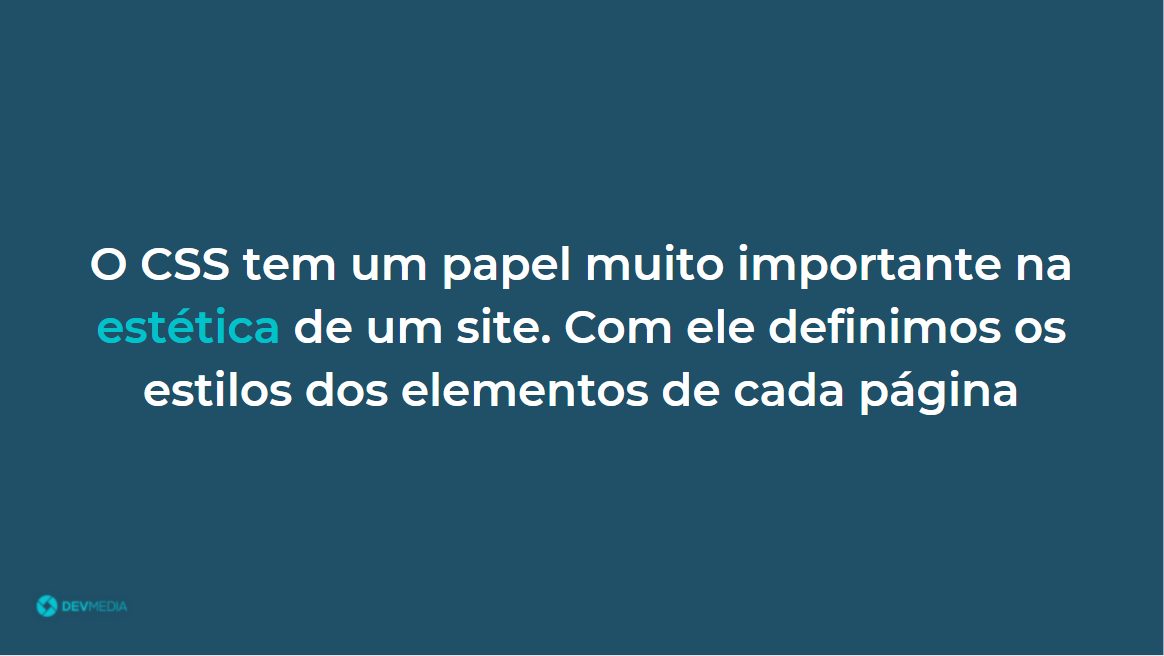 O CSS tem um papel muito importante na
estética de um site. Com ele definimos os
estilos dos elementos de cada página
DEVMEDIA